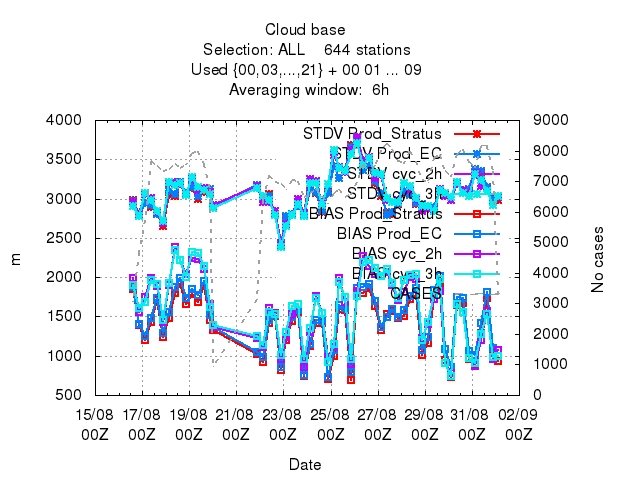 Cloud base
Selection: ALL    644 stations
Used {00,03,...,21} + 00 01 ... 09
Averaging window:  6h
4000
3500
3000
2500
2000
1500
1000
500
m
9000
8000
7000
6000
5000
4000
3000
2000
1000
0
No cases
STDV Prod_Stratus
STDV Prod_EC
STDV cyc_2h
STDV cyc_3h
BIAS Prod_Stratus
BIAS Prod_EC
BIAS cyc_2h
BIAS cyc_3h
CASES
15/08 17/08 19/08 21/08 23/08 25/08 27/08 29/08 31/08 02/09
00Z 00Z 00Z 00Z 00Z 00Z 00Z 00Z 00Z 00Z
Date